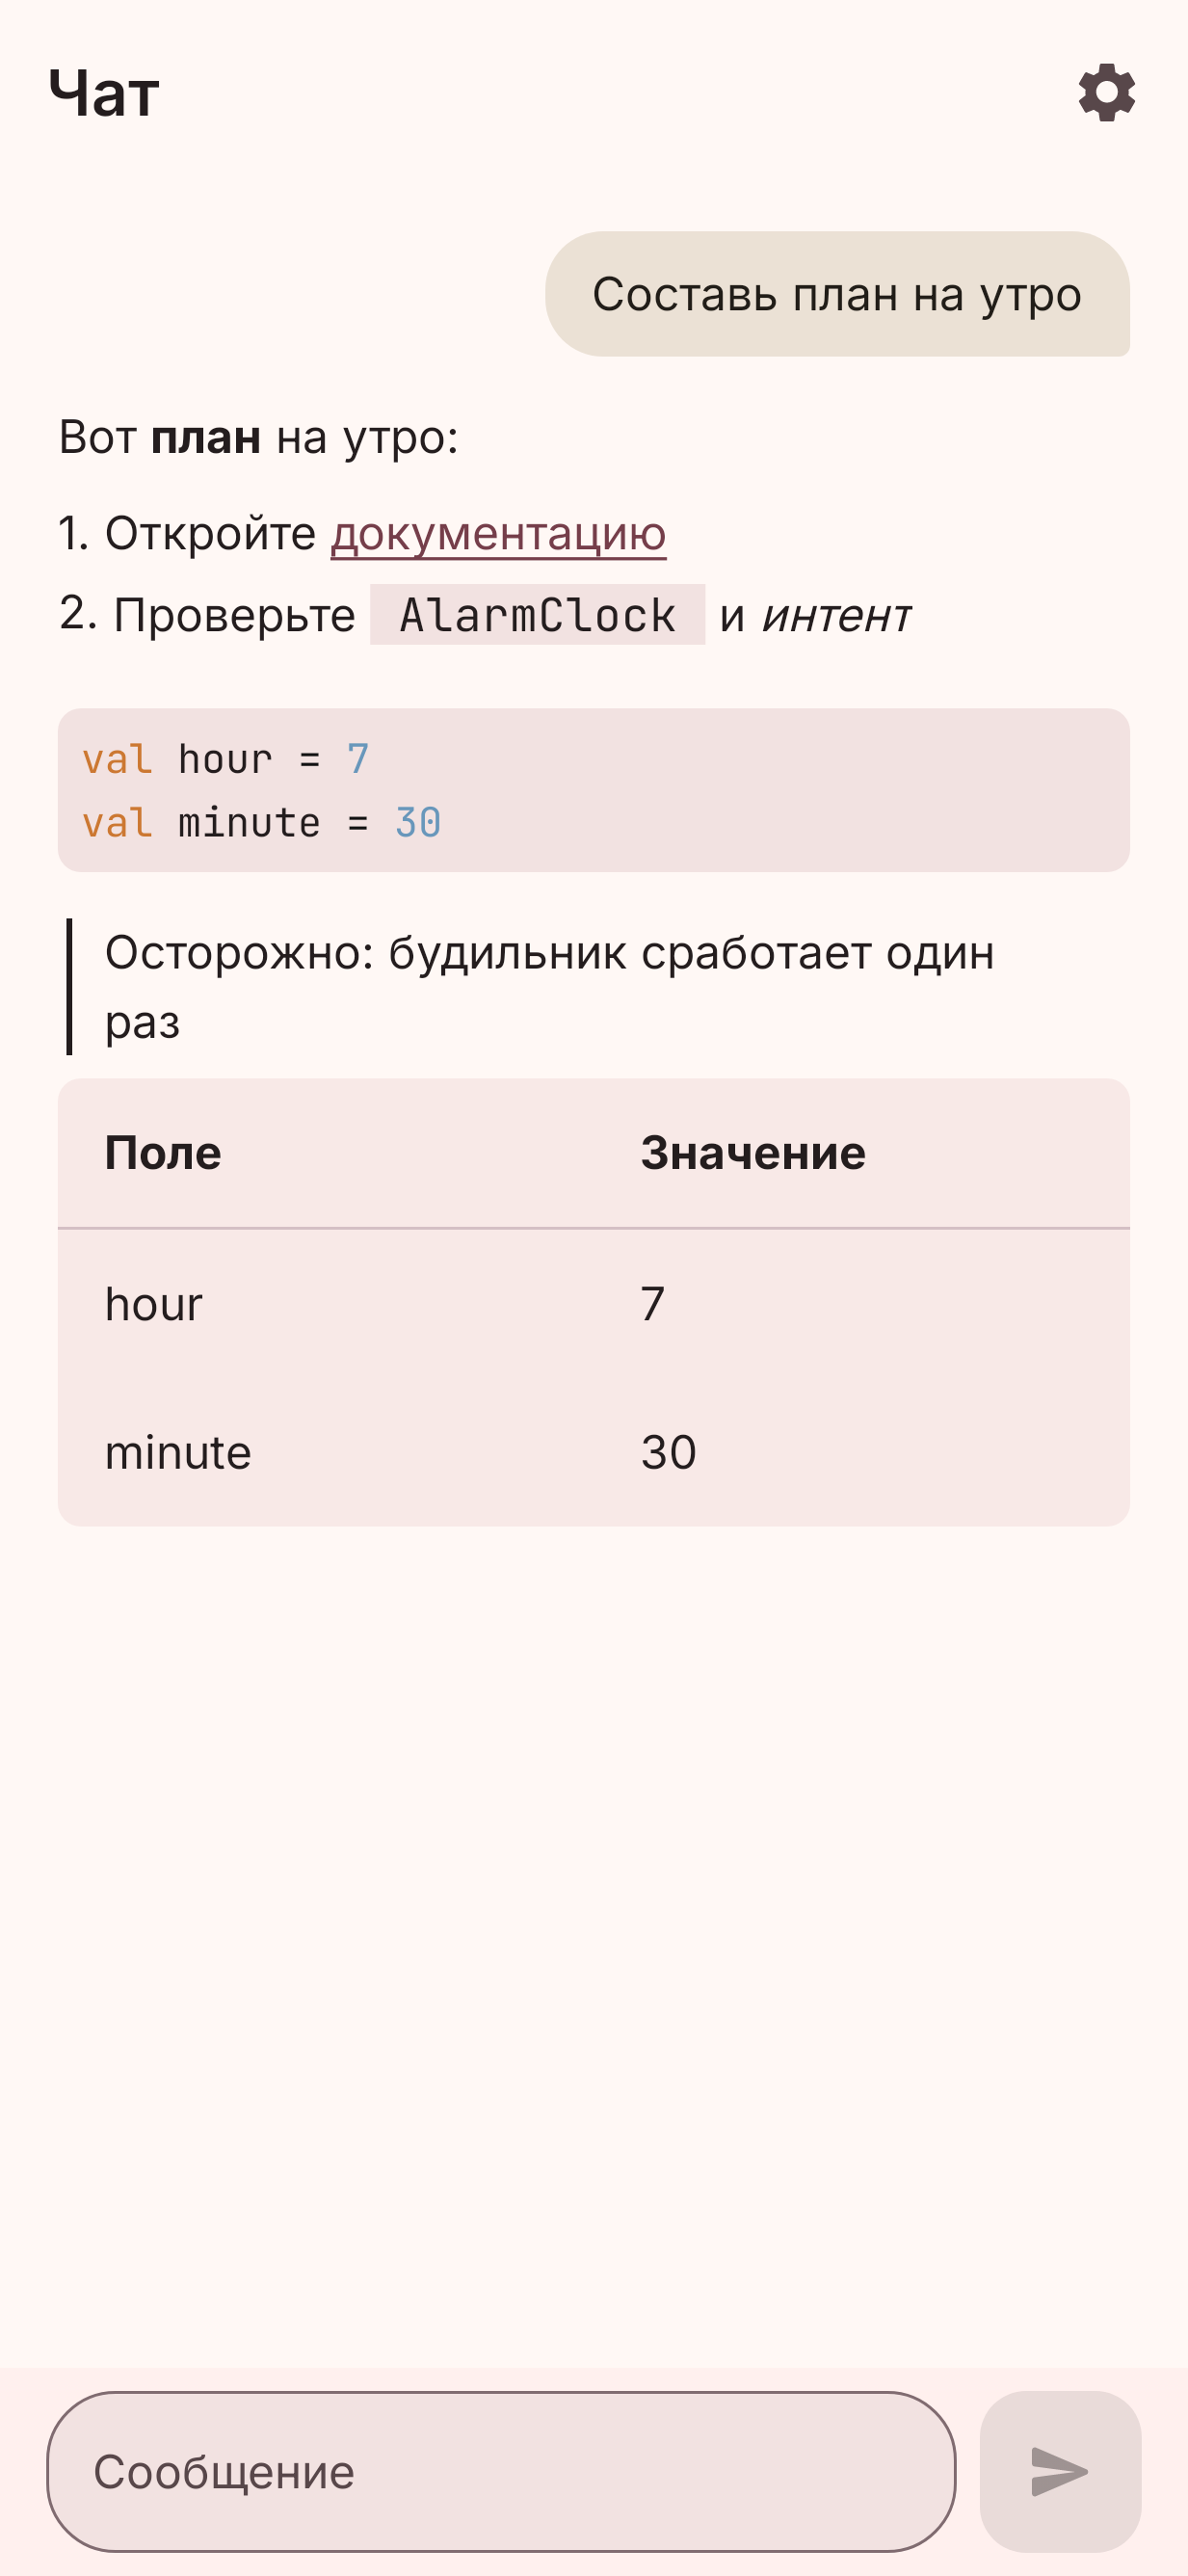 Чат
Составь план на утро
Вот план на утро:
1. Откройте документацию
2. Проверьте AlarmClock и интент
val hour = 7
val minute = 30
Осторожно: будильник сработает один
раз
Поле Значение
hour 7
minute 30
Сообщение